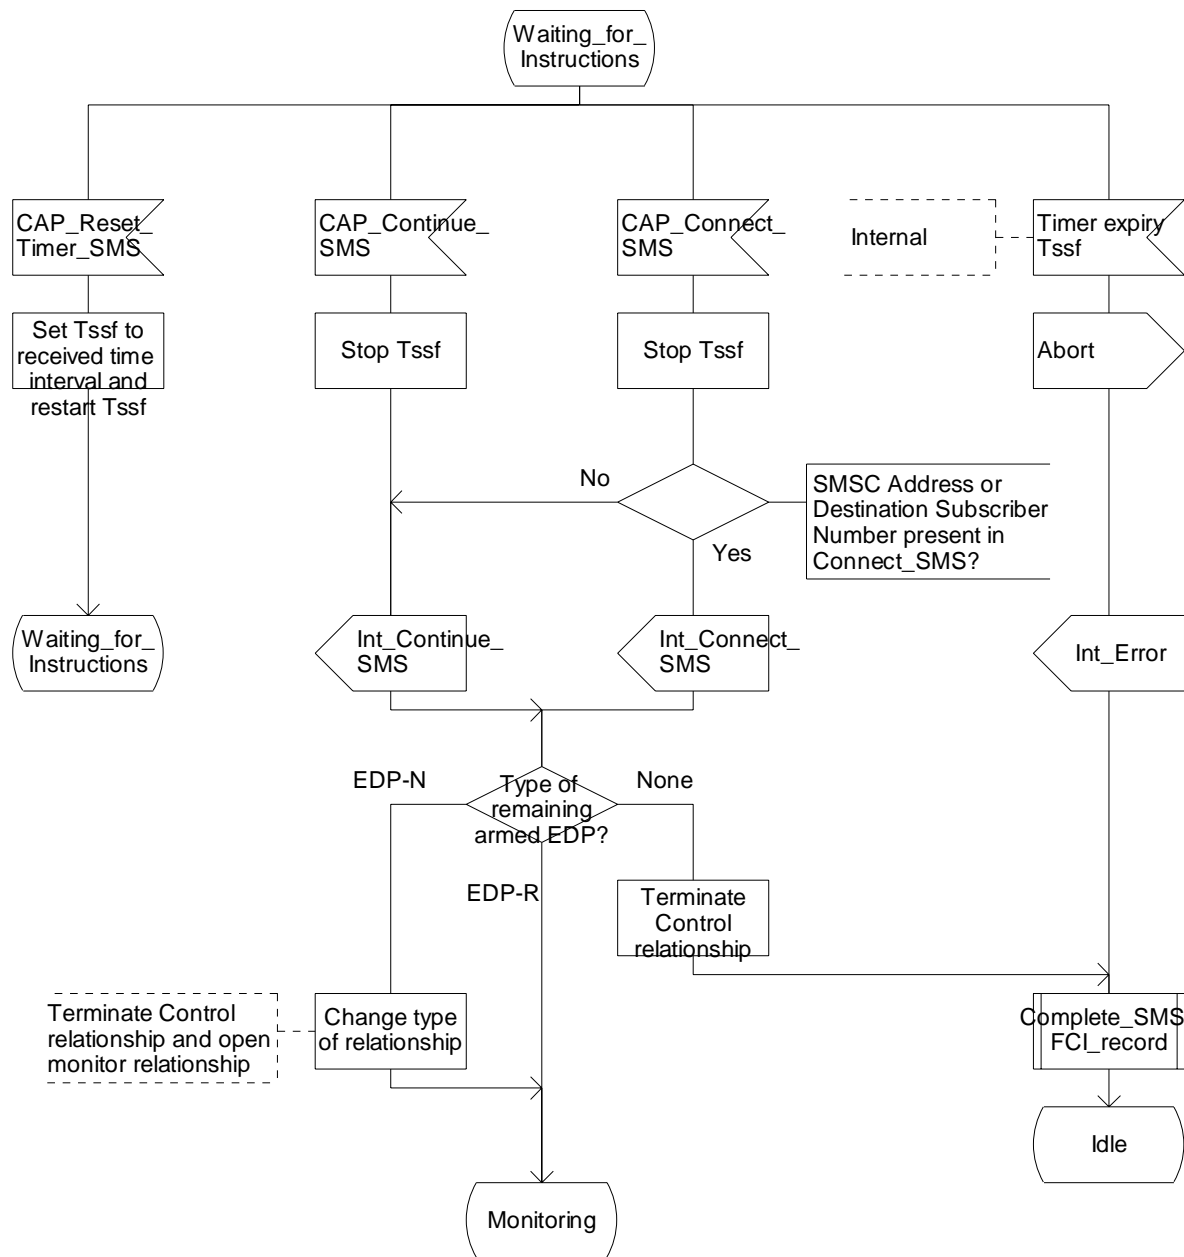 Waiting_for_
Instructions
CAP_Reset_
Timer_SMS
CAP_Continue_
SMS
CAP_Connect_
SMS
Internal
Timer expiry
Tssf
Set Tssf to
received time
interval and
restart Tssf
Stop Tssf
Stop Tssf
Abort
No
Yes
SMSC Address or
Destination Subscriber
Number present in
Connect_SMS?
Waiting_for_
Instructions
Int_Continue_
SMS
Int_Connect_
SMS
Int_Error
EDP-N
Type of
remaining
armed EDP?
None
EDP-R
Terminate
Control
relationship
Terminate Control
relationship and open
monitor relationship
Change type
of relationship
Complete_SMS_
FCI_record
Idle
Monitoring